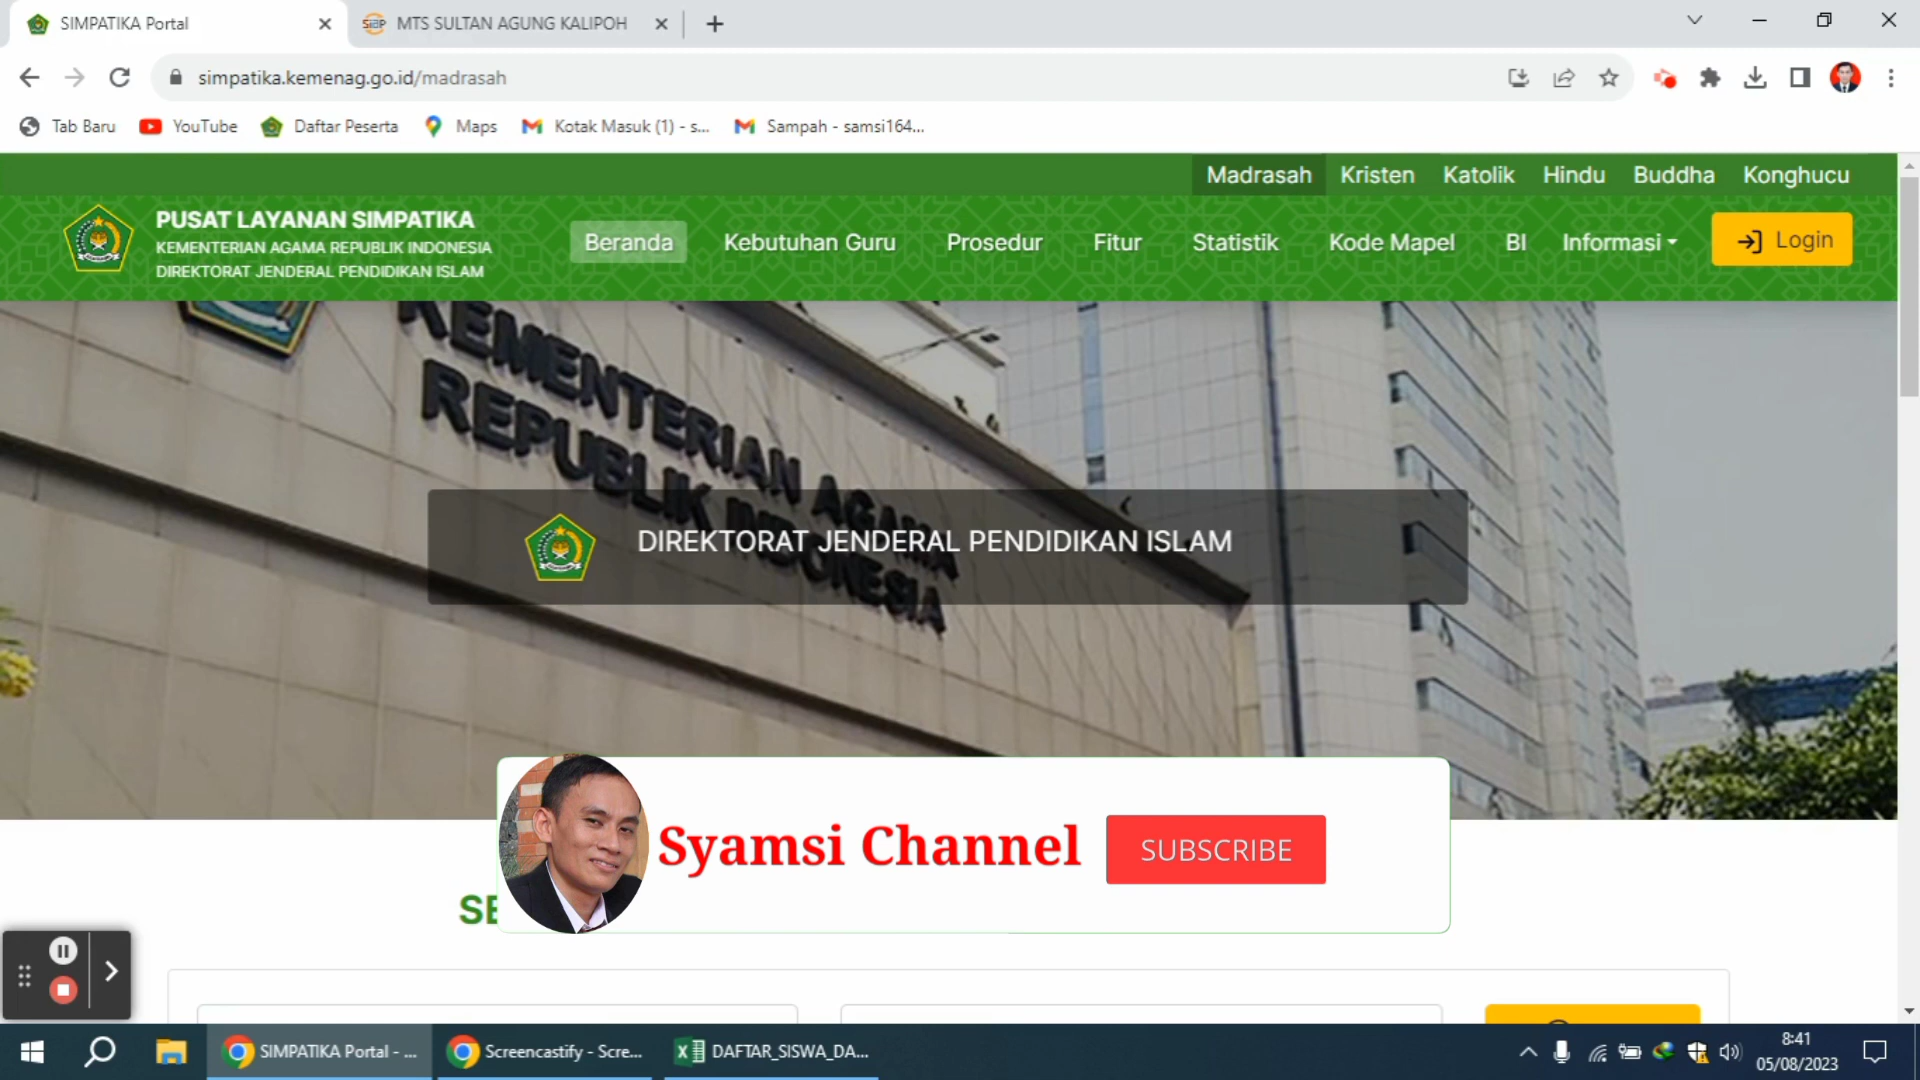 SIMPATIKA Portal
MTS SULTAN AGUNG KALIPOH
simpatika.kemenag.go.id/madrasah
Tab Baru
YouTube
Daftar Peserta
Maps
Kotak Masuk (1) - s...
Sampah - samsi164...
Madrasah Kristen Katolik Hindu Buddha Konghucu
PUSAT LAYANAN SIMPATIKA
KEMENTERIAN AGAMA REPUBLIK INDONESIA
DIREKTORAT JENDERAL PENDIDIKAN ISLAM
Beranda Kebutuhan Guru Prosedur Fitur Statistik Kode Mapel BI Informasi Login
KEMENTERIAN AGAMA
REPUBLIK INDONESIA
DIREKTORAT JENDERAL PENDIDIKAN ISLAM
Syamsi Channel
SUBSCRIBE
SE
SIMPATIKA Portal - ...
Screencastify - Scre...
DAFTAR_SISWA_DA...
8:41
05/08/2023